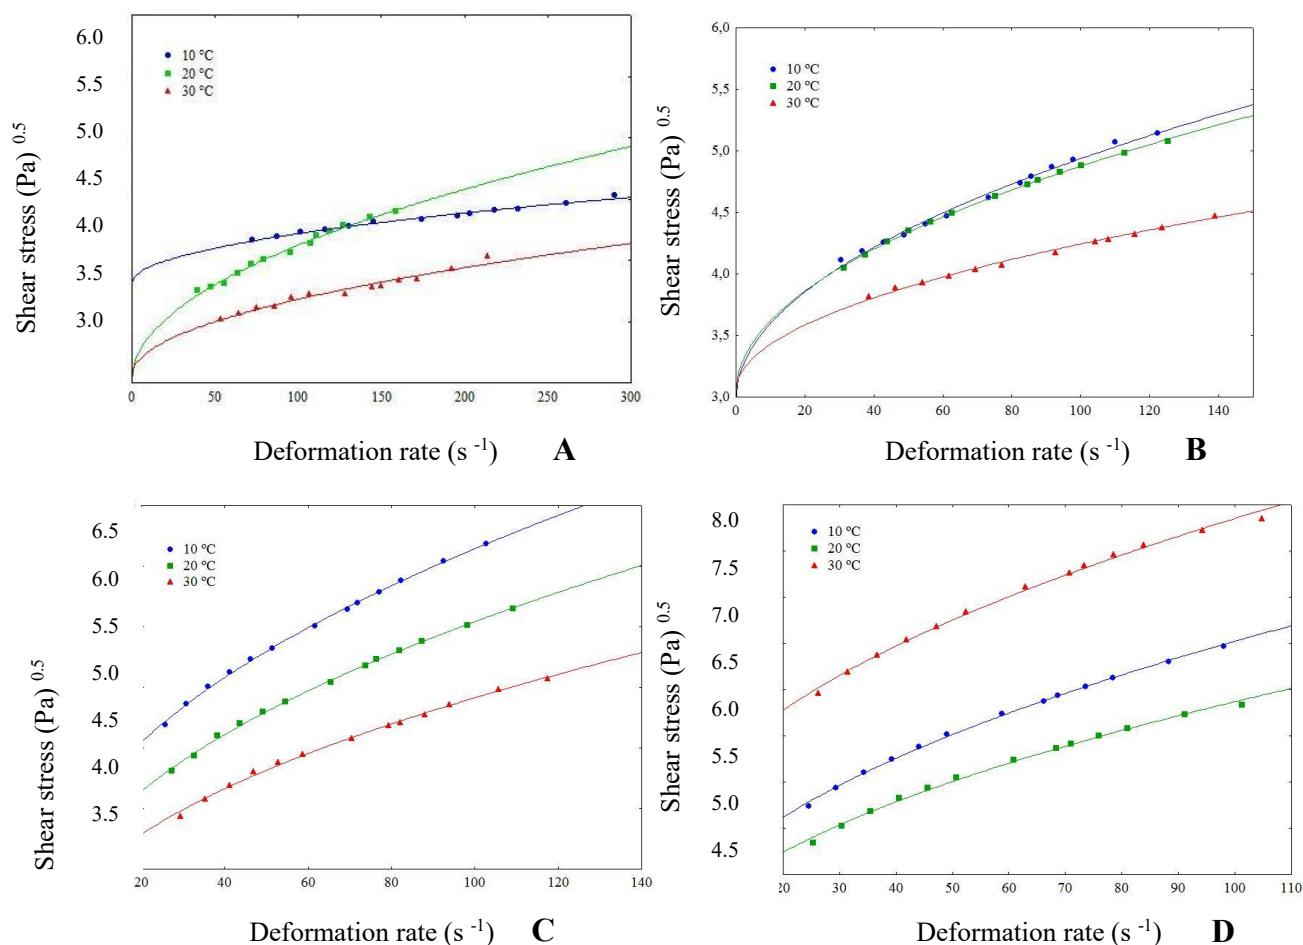 6.0
5.5
5.0
4.5
4.0
3.5
3.0
Shear stress (Pa) 0.5
10 ºC
20 ºC
30 ºC
0 50 100 150 200 250 300
Deformation rate (s -1) A
6,0
5,0
5,0
4,5
4,0
3,5
3,0
Shear stress (Pa) 0.5
10 ºC
20 ºC
30 ºC
0 20 40 60 80 100 120 140
Deformation rate (s -1) B
6.5
6.0
5.5
5.0
4.5
4.0
3.5
Shear stress (Pa) 0.5
10 ºC
20 ºC
30 ºC
20 40 60 80 100 120 140
Deformation rate (s -1) C
8.0
7.5
7.0
6.5
6.0
5.0
4.5
Shear stress (Pa) 0.5
10 ºC
20 ºC
30 ºC
20 30 40 50 60 70 80 90 100 110
Deformation rate (s -1) D